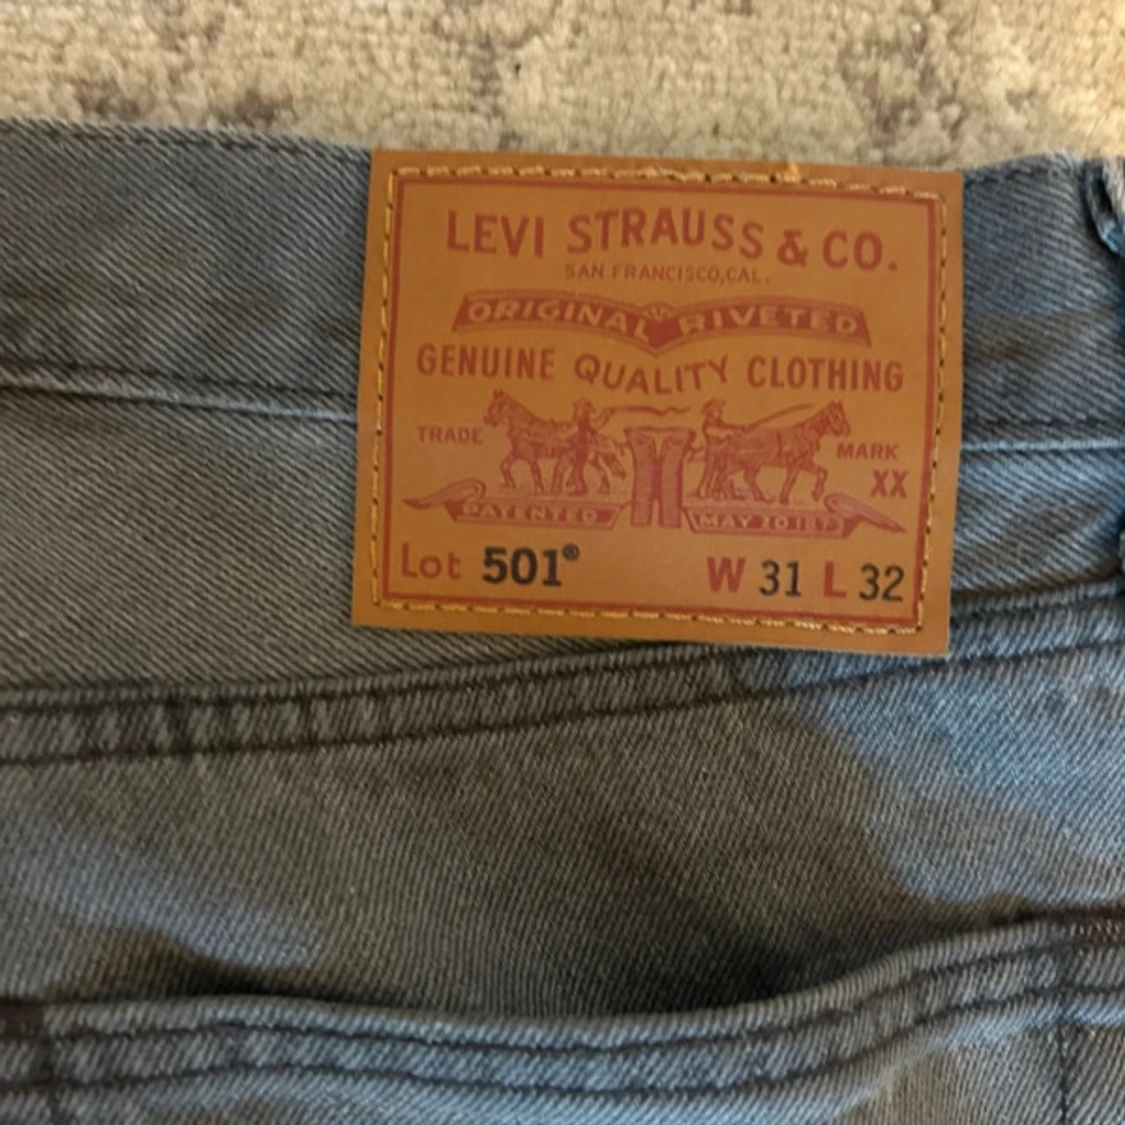 LEVI STRAUSS & CO.
SAN FRANCISCO, CAL.
ORIGINAL RIVETED
GENUINE QUALITY CLOTHING
TRADE MARK
XX
PATENTED MAY 20 1873
Lot 501® W 31 L 32